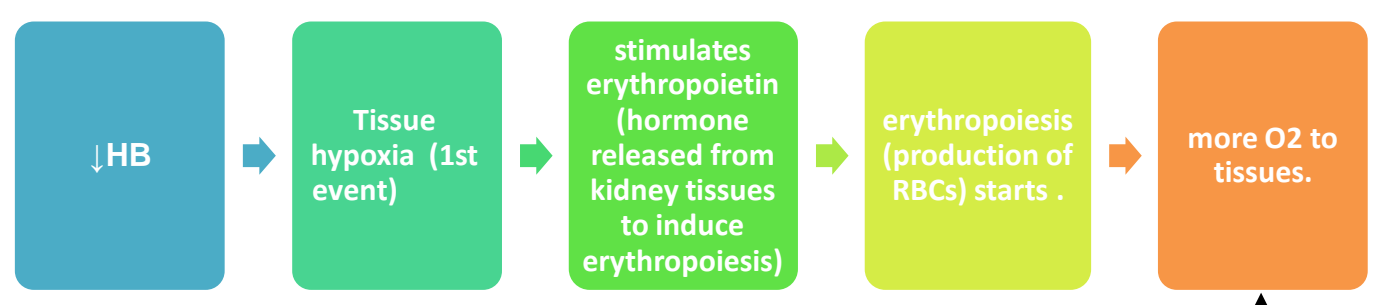 ↓HB
Tissue
hypoxia (1st
event)
stimulates
erythropoietin
(hormone
released from
kidney tissues
to induce
erythropoiesis)
erythropoiesis
(production of
RBCs) starts .
more O2 to
tissues.